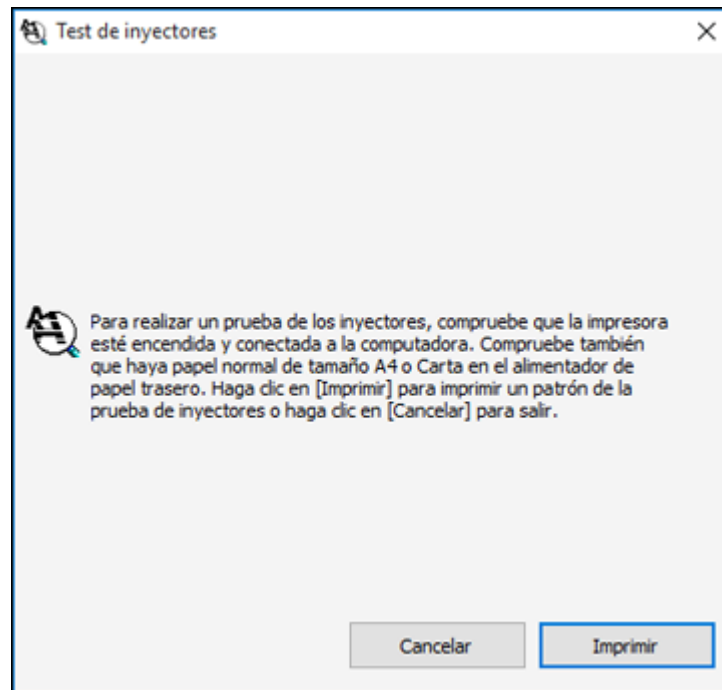 Test de inyectores
Para realizar un prueba de los inyectores, compruebe que la impresora
esté encendida y conectada a la computadora. Compruebe también
que haya papel normal de tamaño A4 o Carta en el alimentador de
papel trasero. Haga clic en [Imprimir] para imprimir un patrón de la
prueba de inyectores o haga clic en [Cancelar] para salir.
Cancelar
Imprimir